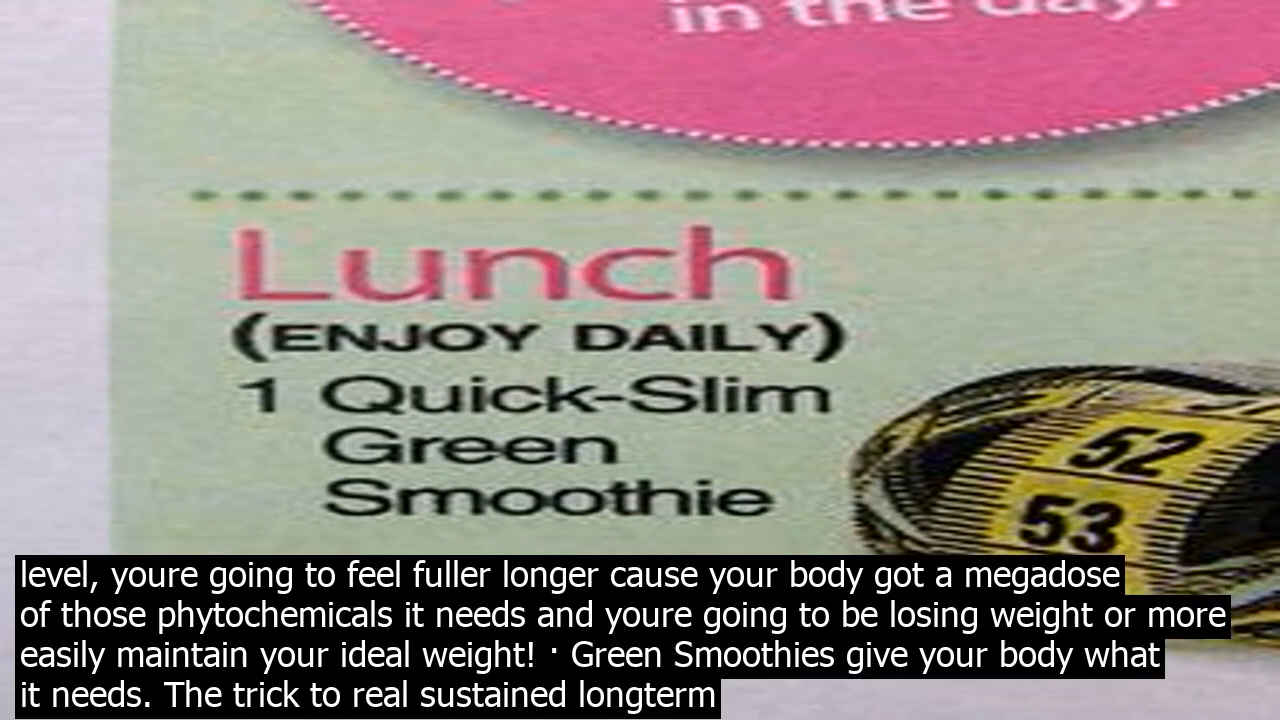 in the day.
Lunch
(ENJOY DAILY)
1 Quick-Slim
Green
Smoothie
52
53
level, youre going to feel fuller longer cause your body got a megadose
of those phytochemicals it needs and youre going to be losing weight or more
easily maintain your ideal weight! · Green Smoothies give your body what
it needs. The trick to real sustained longterm